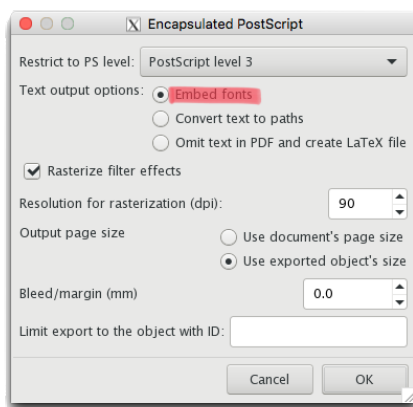 Encapsulated PostScript
Restrict to PS level: PostScript level 3
Text output options: Embed fonts
Convert text to paths
Omit text in PDF and create LaTeX file
Rasterize filter effects
Resolution for rasterization (dpi): 90
Output page size Use document's page size
Use exported object's size
Bleed/margin (mm) 0.0
Limit export to the object with ID:
Cancel OK